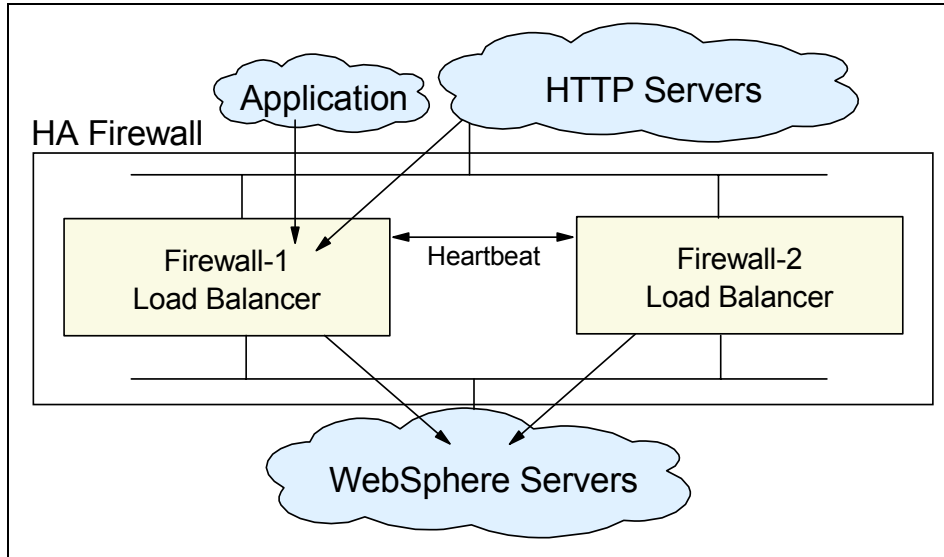 Application
HTTP Servers
HA Firewall
Firewall-1
Load Balancer
Heartbeat
Firewall-2
Load Balancer
WebSphere Servers